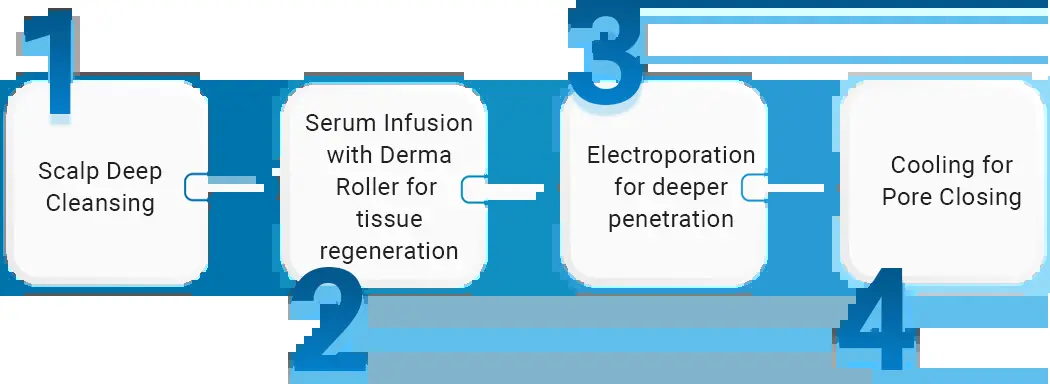 1
Scalp Deep
Cleansing
2
Serum Infusion
with Derma
Roller for
tissue
regeneration
3
Electroporation
for deeper
penetration
4
Cooling for
Pore Closing